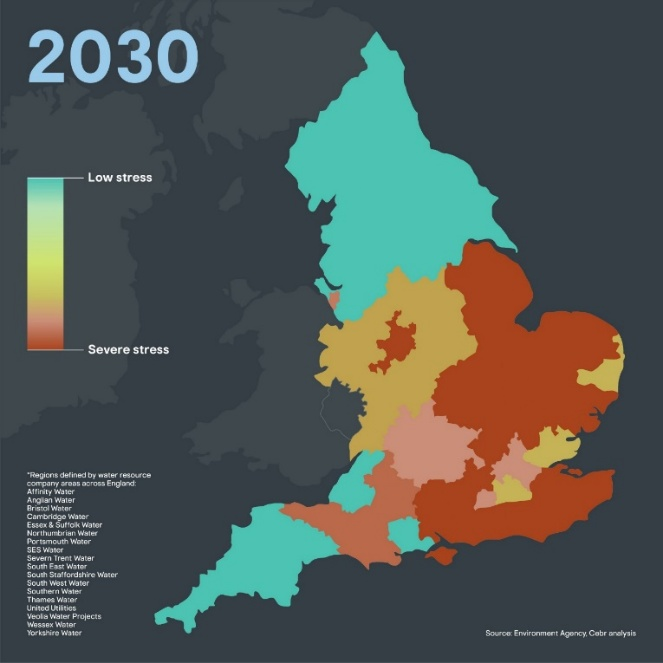 2030
Low stress
Severe stress
*Regions defined by water resource
company areas across England:
Affinity Water
Anglian Water
Bristol Water
Cambridge Water
Essex & Suffolk Water
Northumbrian Water
Portsmouth Water
SES Water
Severn Trent Water
South East Water
South Staffordshire Water
South West Water
Southern Water
Thames Water
United Utilities
Veolia Water Projects
Wessex Water
Yorkshire Water
Source: Environment Agency, Cebr analysis